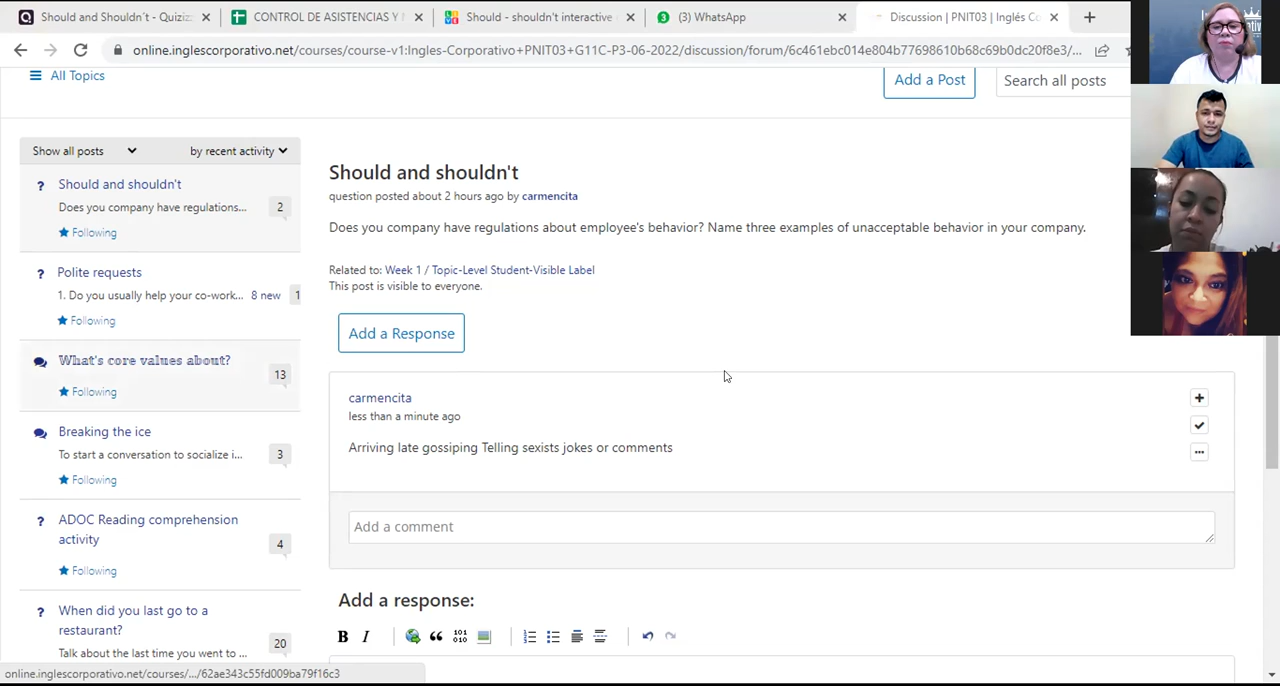 Should and Shouldn´t - Quiziz
CONTROL DE ASISTENCIAS Y
Should - shouldn't interactive
(3) WhatsApp
Discussion | PNIT03 | Inglés Co
online.inglescorporativo.net/courses/course-v1:Ingles-Corporativo+PNIT03+G11C-P3-06-2022/discussion/forum/6c461ebc014e804b77698610b68c69b0dc20f8e3/...
All Topics
Add a Post
Search all posts
Show all posts
by recent activity
Should and shouldn't
Does you company have regulations...
2
Following
Polite requests
1. Do you usually help your co-work...
8 new
1
Following
What's core values about?
13
Following
Breaking the ice
To start a conversation to socialize i...
3
Following
ADOC Reading comprehension
activity
4
Following
When did you last go to a
restaurant?
Talk about the last time you went to ...
20
Should and shouldn't
question posted about 2 hours ago by carmencita
Does you company have regulations about employee's behavior? Name three examples of unacceptable behavior in your company.
Related to: Week 1 / Topic-Level Student-Visible Label
This post is visible to everyone.
Add a Response
carmencita
less than a minute ago
Arriving late gossiping Telling sexists jokes or comments
Add a comment
Add a response:
B I
101
010
online.inglescorporativo.net/courses/.../62ae343c55fd009ba79f16c3